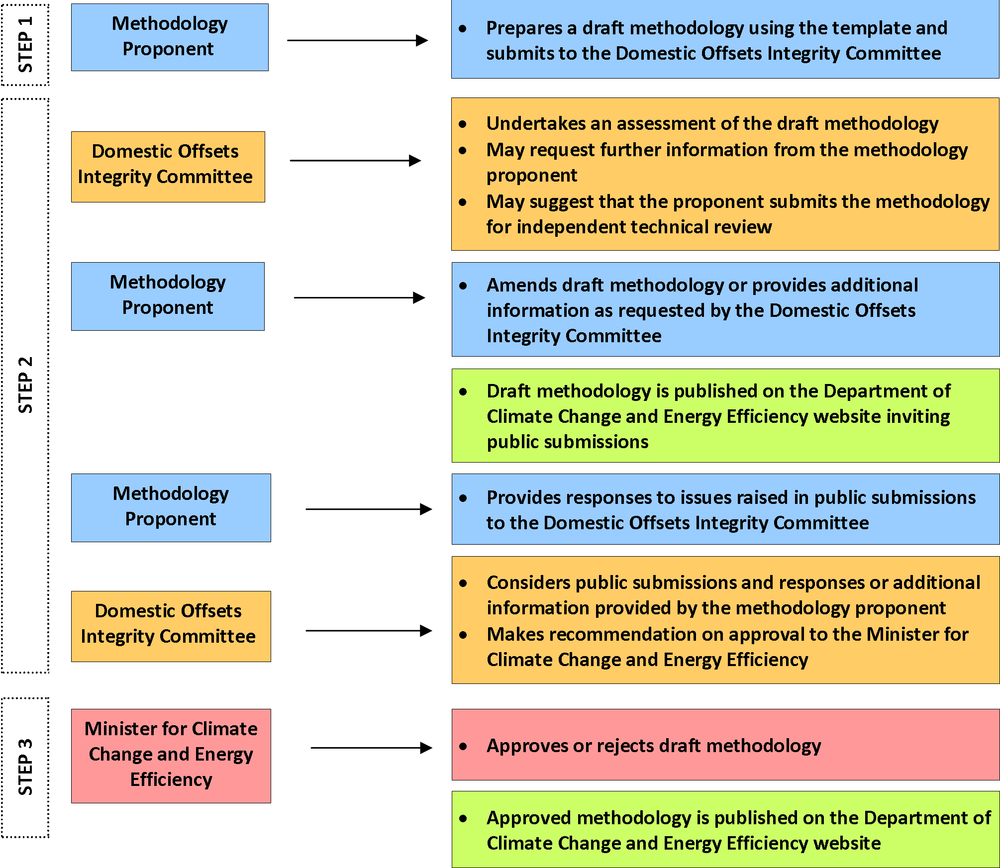 STEP 1
Methodology
Proponent
• Prepares a draft methodology using the template and
submits to the Domestic Offsets Integrity Committee
STEP 2
Domestic Offsets
Integrity Committee
• Undertakes an assessment of the draft methodology
• May request further information from the methodology
proponent
• May suggest that the proponent submits the methodology
for independent technical review
Methodology
Proponent
• Amends draft methodology or provides additional
information as requested by the Domestic Offsets
Integrity Committee
• Draft methodology is published on the Department of
Climate Change and Energy Efficiency website inviting
public submissions
Methodology
Proponent
• Provides responses to issues raised in public submissions
to the Domestic Offsets Integrity Committee
Domestic Offsets
Integrity Committee
• Considers public submissions and responses or additional
information provided by the methodology proponent
• Makes recommendation on approval to the Minister for
Climate Change and Energy Efficiency
STEP 3
Minister for Climate
Change and Energy
Efficiency
• Approves or rejects draft methodology
• Approved methodology is published on the Department of
Climate Change and Energy Efficiency website